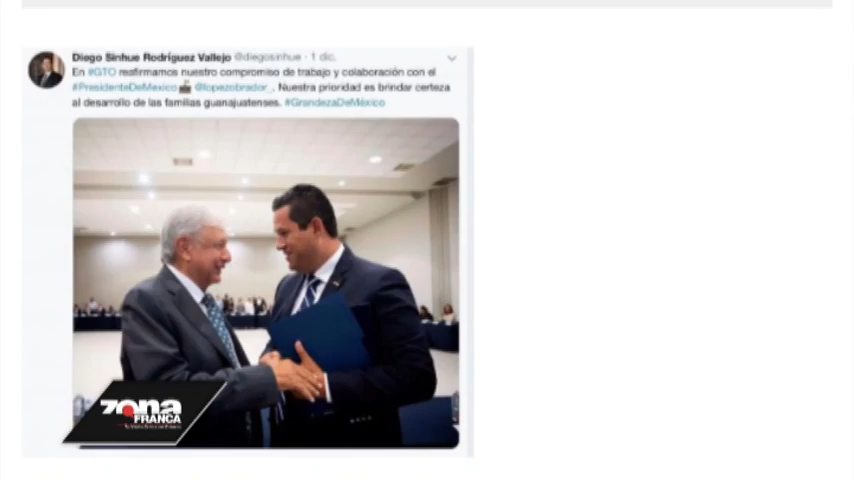 Diego Sinhue Rodríguez Vallejo @diegosinhue · 1 dic.
En #GTO reafirmamos nuestro compromiso de trabajo y colaboración con el
#PresidenteDeMexico @lopezobrador_. Nuestra prioridad es brindar certeza
al desarrollo de las familias guanajuatenses. #GrandezaDeMéxico
ZONA
FRANCA